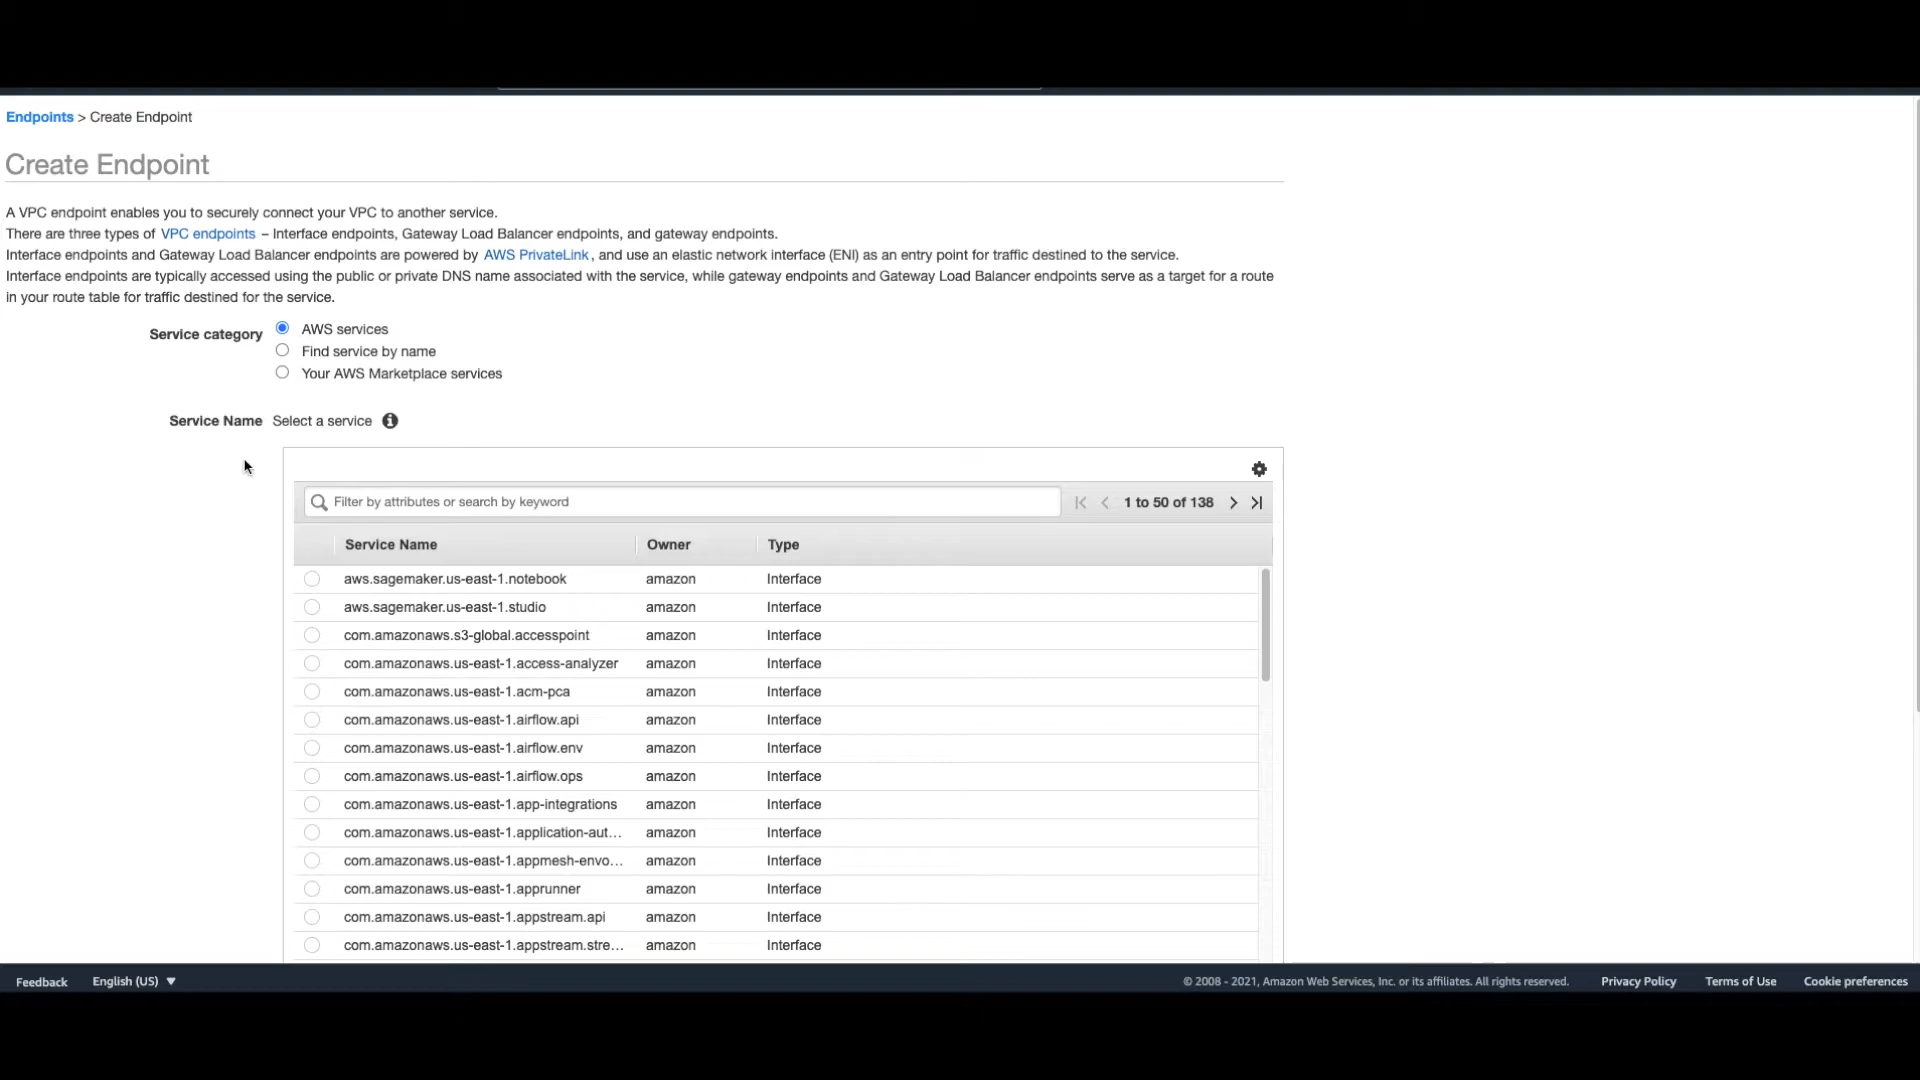 Endpoints > Create Endpoint
Create Endpoint
A VPC endpoint enables you to securely connect your VPC to another service.
There are three types of VPC endpoints – Interface endpoints, Gateway Load Balancer endpoints, and gateway endpoints.
Interface endpoints and Gateway Load Balancer endpoints are powered by AWS PrivateLink, and use an elastic network interface (ENI) as an entry point for traffic destined to the service.
Interface endpoints are typically accessed using the public or private DNS name associated with the service, while gateway endpoints and Gateway Load Balancer endpoints serve as a target for a route
in your route table for traffic destined for the service.
Service category AWS services
Find service by name
Your AWS Marketplace services
Service Name Select a service
Filter by attributes or search by keyword 1 to 50 of 138
Service Name Owner Type
aws.sagemaker.us-east-1.notebook amazon Interface
aws.sagemaker.us-east-1.studio amazon Interface
com.amazonaws.s3-global.accesspoint amazon Interface
com.amazonaws.us-east-1.access-analyzer amazon Interface
com.amazonaws.us-east-1.acm-pca amazon Interface
com.amazonaws.us-east-1.airflow.api amazon Interface
com.amazonaws.us-east-1.airflow.env amazon Interface
com.amazonaws.us-east-1.airflow.ops amazon Interface
com.amazonaws.us-east-1.app-integrations amazon Interface
com.amazonaws.us-east-1.application-aut... amazon Interface
com.amazonaws.us-east-1.appmesh-envo... amazon Interface
com.amazonaws.us-east-1.apprunner amazon Interface
com.amazonaws.us-east-1.appstream.api amazon Interface
com.amazonaws.us-east-1.appstream.stre... amazon Interface
Feedback English (US) © 2008 - 2021, Amazon Web Services, Inc. or its affiliates. All rights reserved. Privacy Policy Terms of Use Cookie preferences